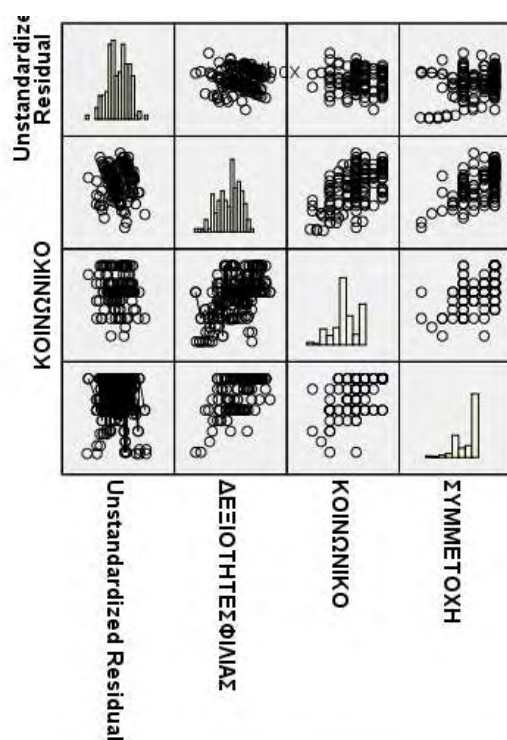 Unstandardized
Residual
ΚΟΙΝΩΝΙΚΟ
Unstandardized Residual
ΔΕΞΙΟΤΗΤΕΣΦΙΛΙΑΣ
ΚΟΙΝΩΝΙΚΟ
ΣΥΜΜΕΤΟΧΗ